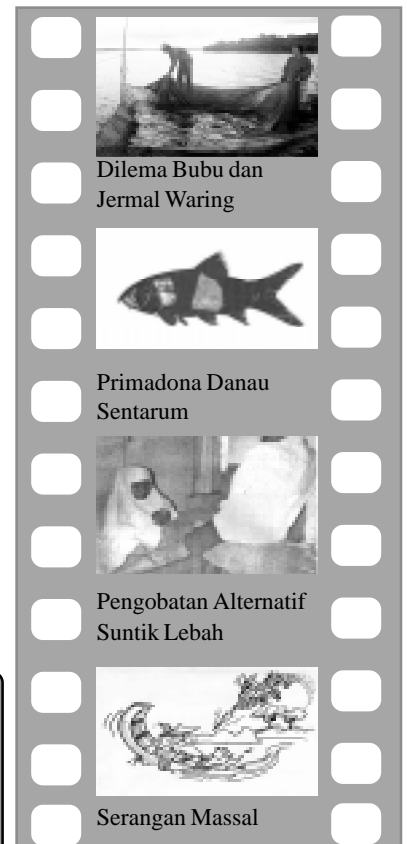 Dilema Bubu dan
Jermal Waring
Primadona Danau
Sentarum
Pengobatan Alternatif
Suntik Lebah
Serangan Massal